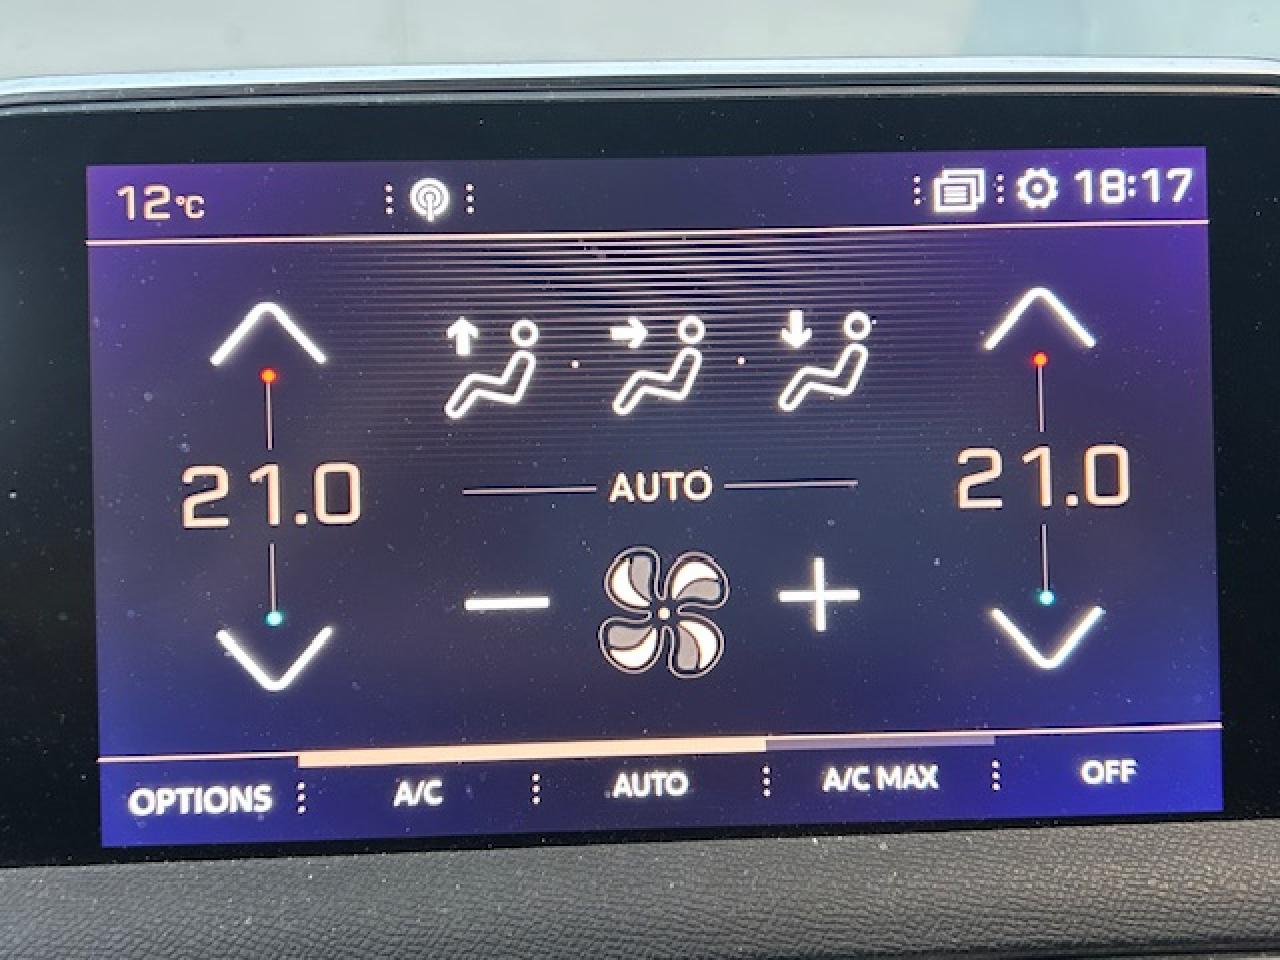 12°C 18:17
21.0 21.0
AUTO
OPTIONS A/C AUTO A/C MAX OFF